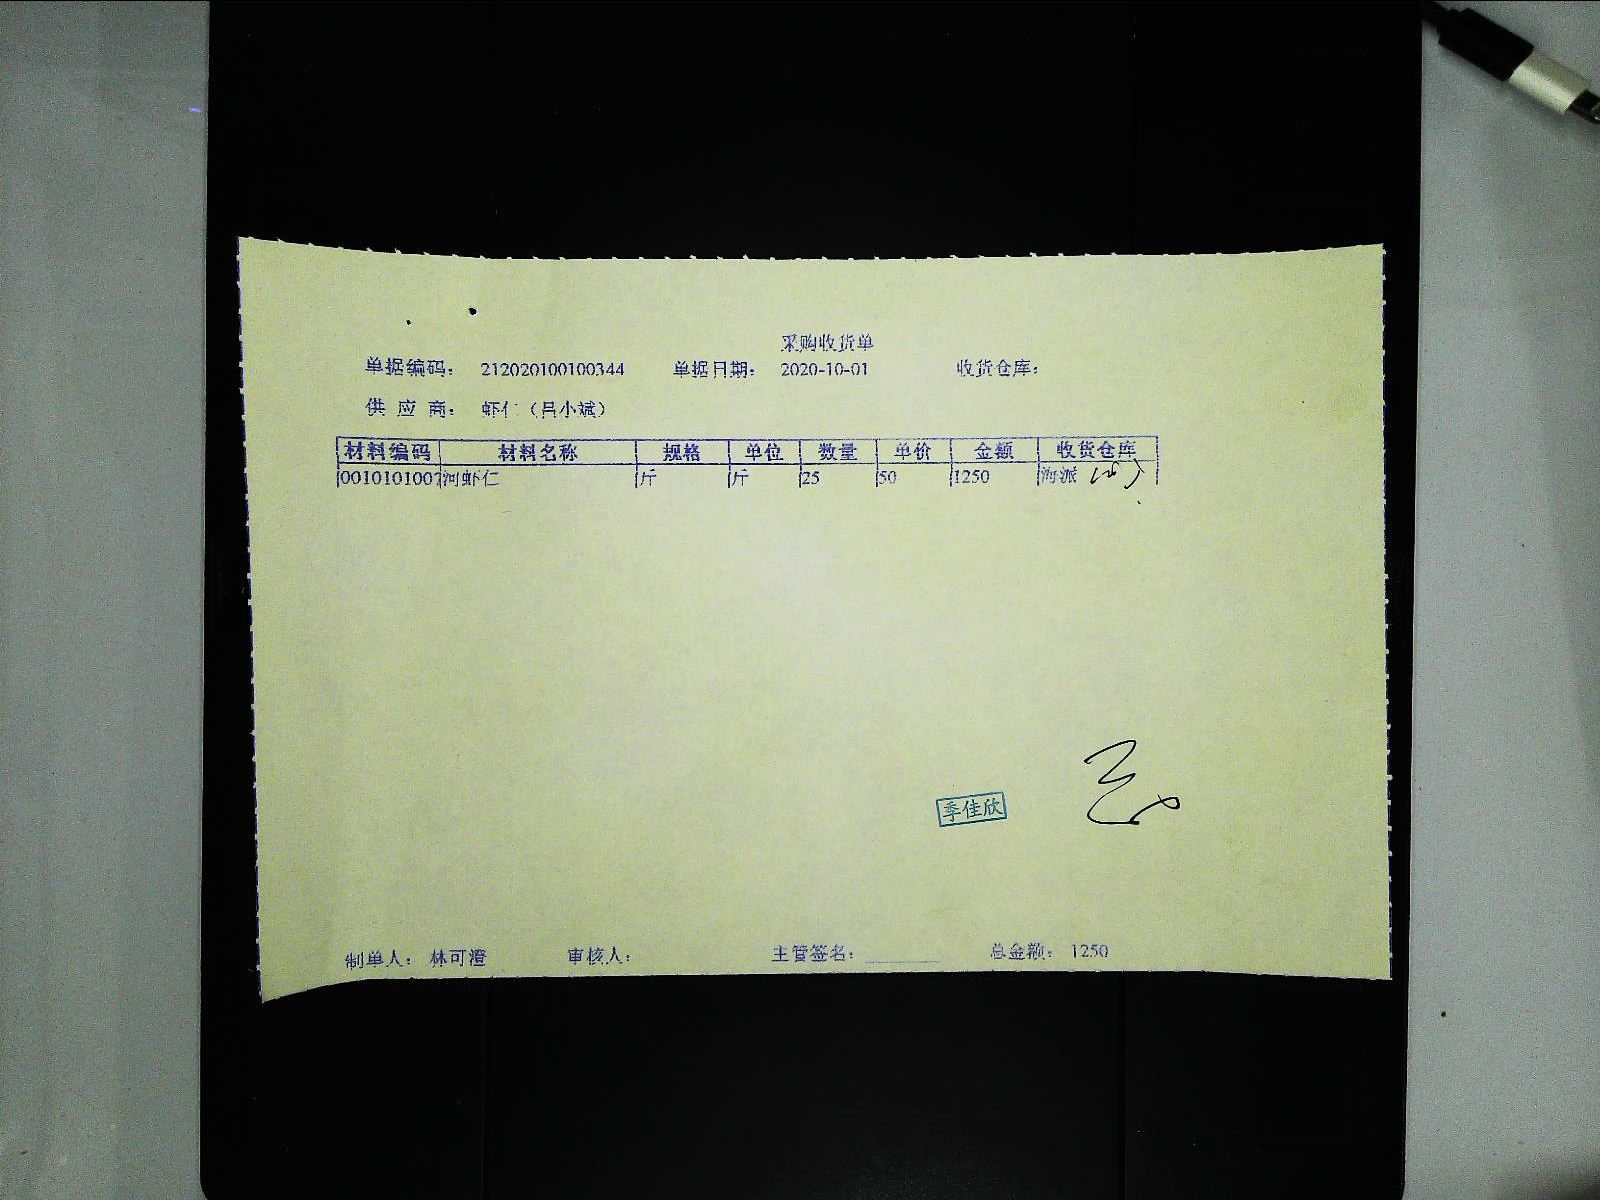 采购收货单
单据编码： 212020100100344 单据日期： 2020-10-01 收货仓库：
供 应 商： 虾仁（吕小斌）
材料编码 材料名称 规格 单位 数量 单价 金额 收货仓库
0010101007 河虾仁 斤 斤 25 50 1250 海派
季佳欣
制单人： 林可澄 审核人： 主管签名：________ 总金额： 1250